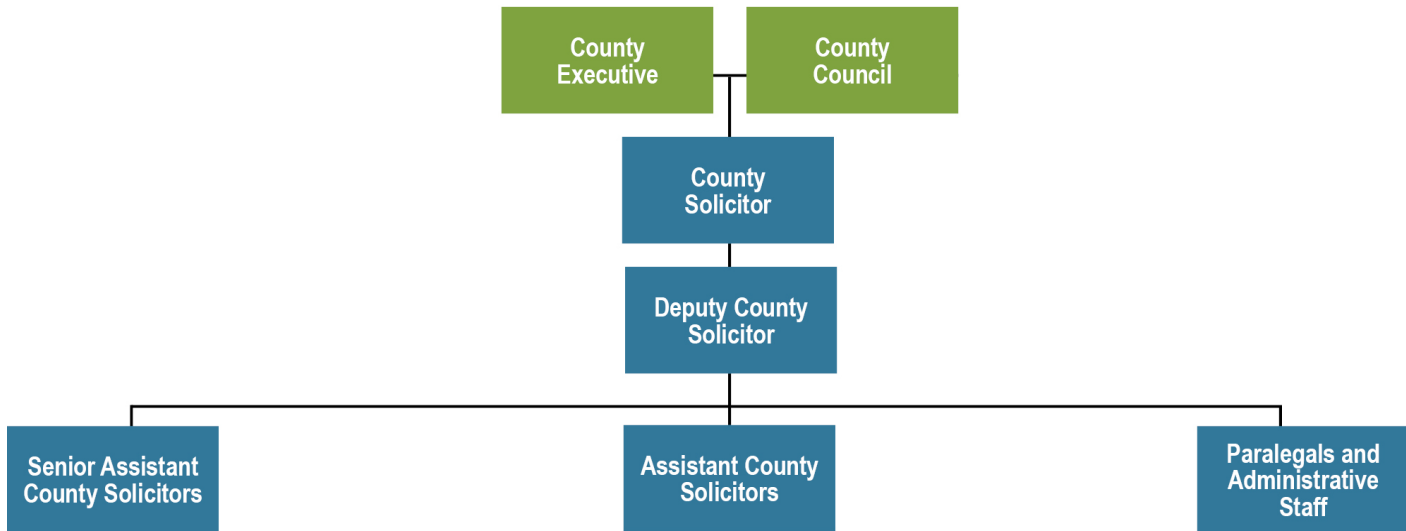 County
Executive
County
Council
County
Solicitor
Deputy County
Solicitor
Senior Assistant
County Solicitors
Assistant County
Solicitors
Paralegals and
Administrative
Staff